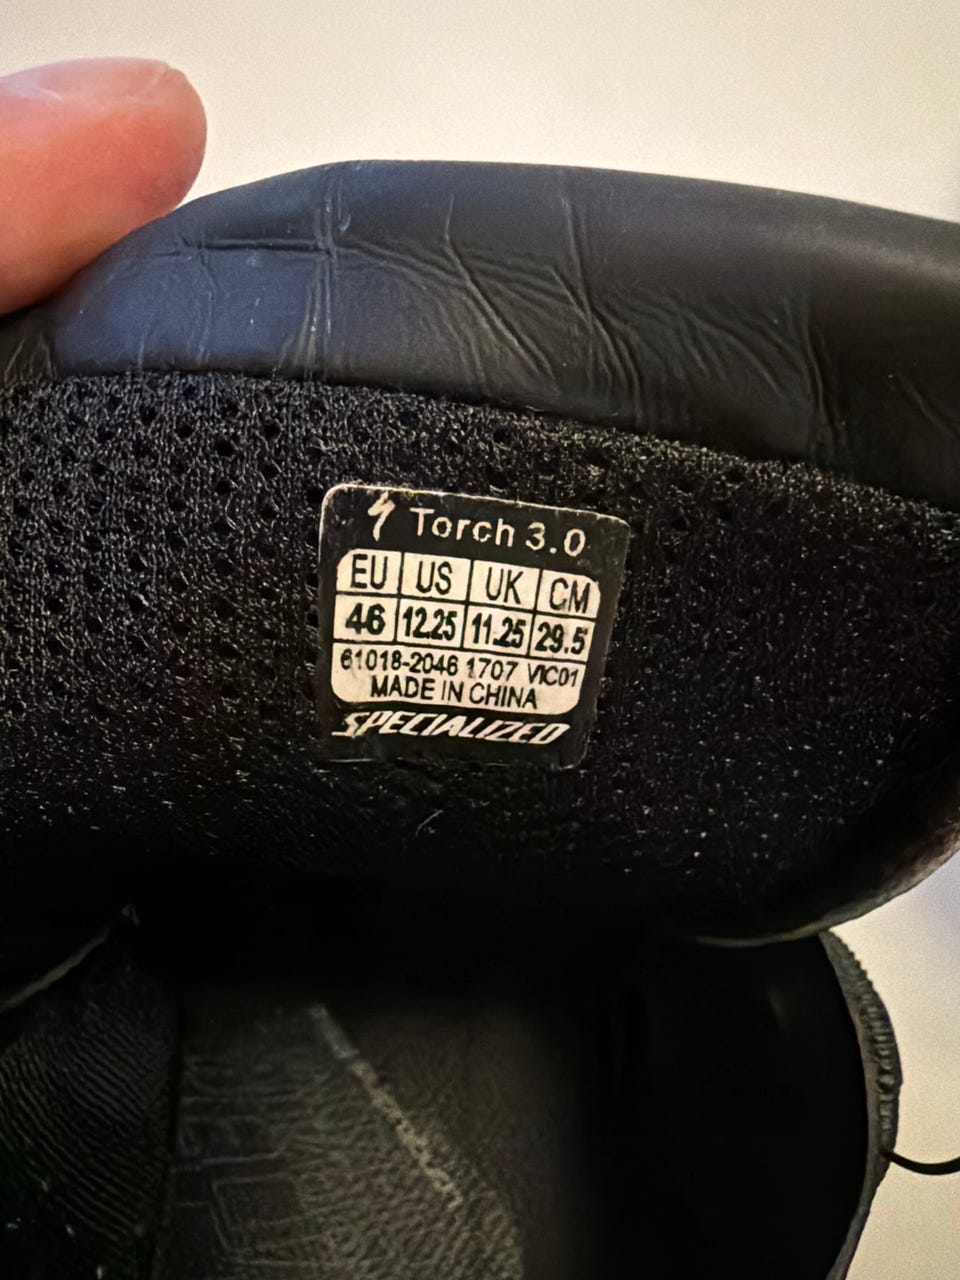 Torch 3.0
EU US UK CM
46 12.25 11.25 29.5
61018-2046 1707 VIC01
MADE IN CHINA
SPECIALIZED